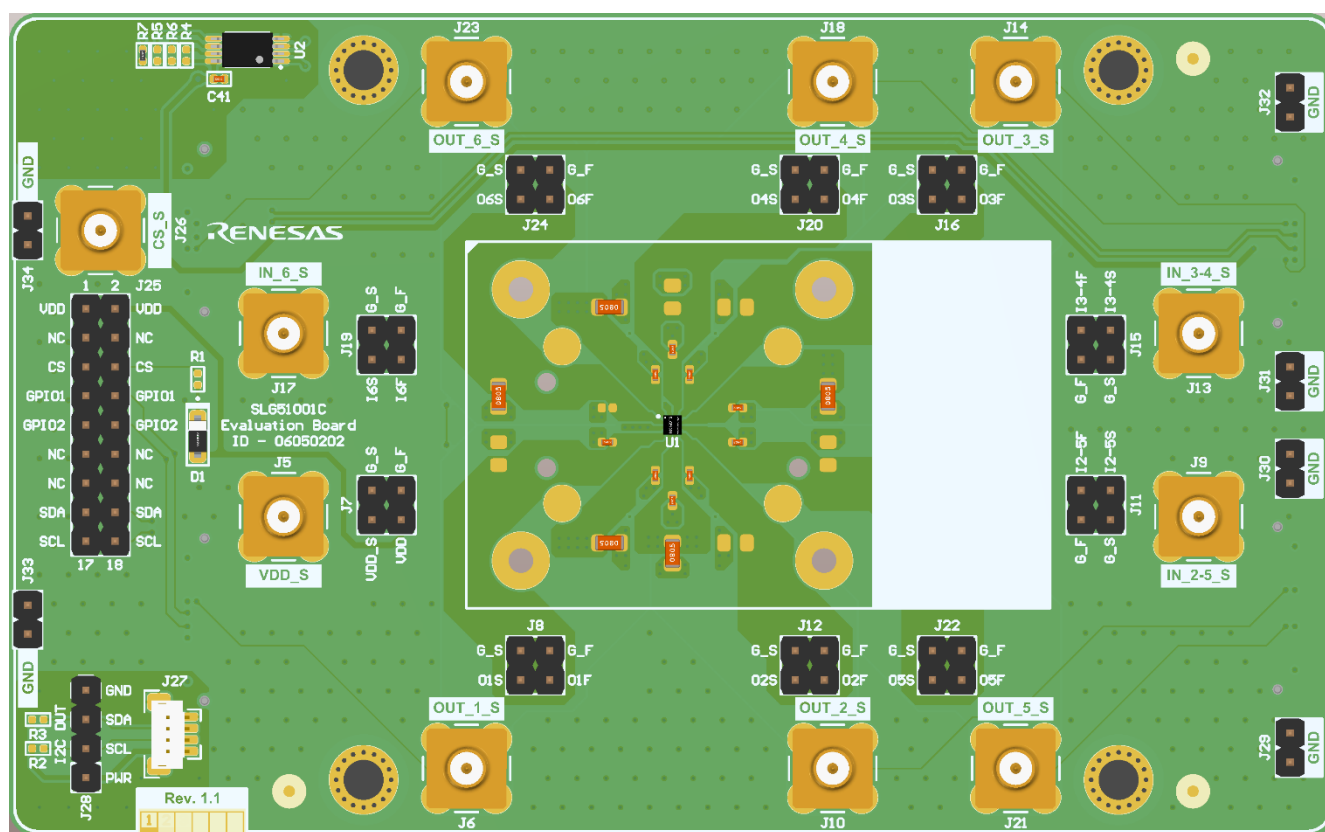 R7
R5
R6
R4
U2
C41
J23
J18
J14
J32
GND
OUT_6_S
OUT_4_S
OUT_3_S
GND
J34
CS_S
J26
RENESAS
G_S
G_F
O6S
O6F
J24
G_S
G_F
O4S
O4F
J20
G_S
G_F
O3S
O3F
J16
1
2
J25
VDD
VDD
NC
NC
CS
CS
GPIO1
GPIO1
GPIO2
GPIO2
NC
NC
NC
NC
SDA
SDA
SCL
SCL
17
18
IN_6_S
J17
G_S
G_F
J19
I6S
I6F
R1
D1
SLG51001C
Evaluation Board
ID - 06050202
J5
VDD_S
G_S
G_F
J7
VDD_S
VDD
0805
0805
0805
U1
0805
0805
I3-4F
I3-4S
J15
G_F
G_S
IN_3-4_S
J13
J31
GND
I2-5F
I2-5S
J11
G_F
G_S
J9
IN_2-5_S
J30
GND
J33
GND
J8
G_S
G_F
O1S
O1F
J12
G_S
G_F
O2S
O2F
J22
G_S
G_F
O5S
O5F
OUT_1_S
OUT_2_S
OUT_5_S
J27
GND
SDA
SCL
PWR
DUT
I2C
R3
R2
J28
J29
GND
Rev. 1.1
1
J6
J10
J21